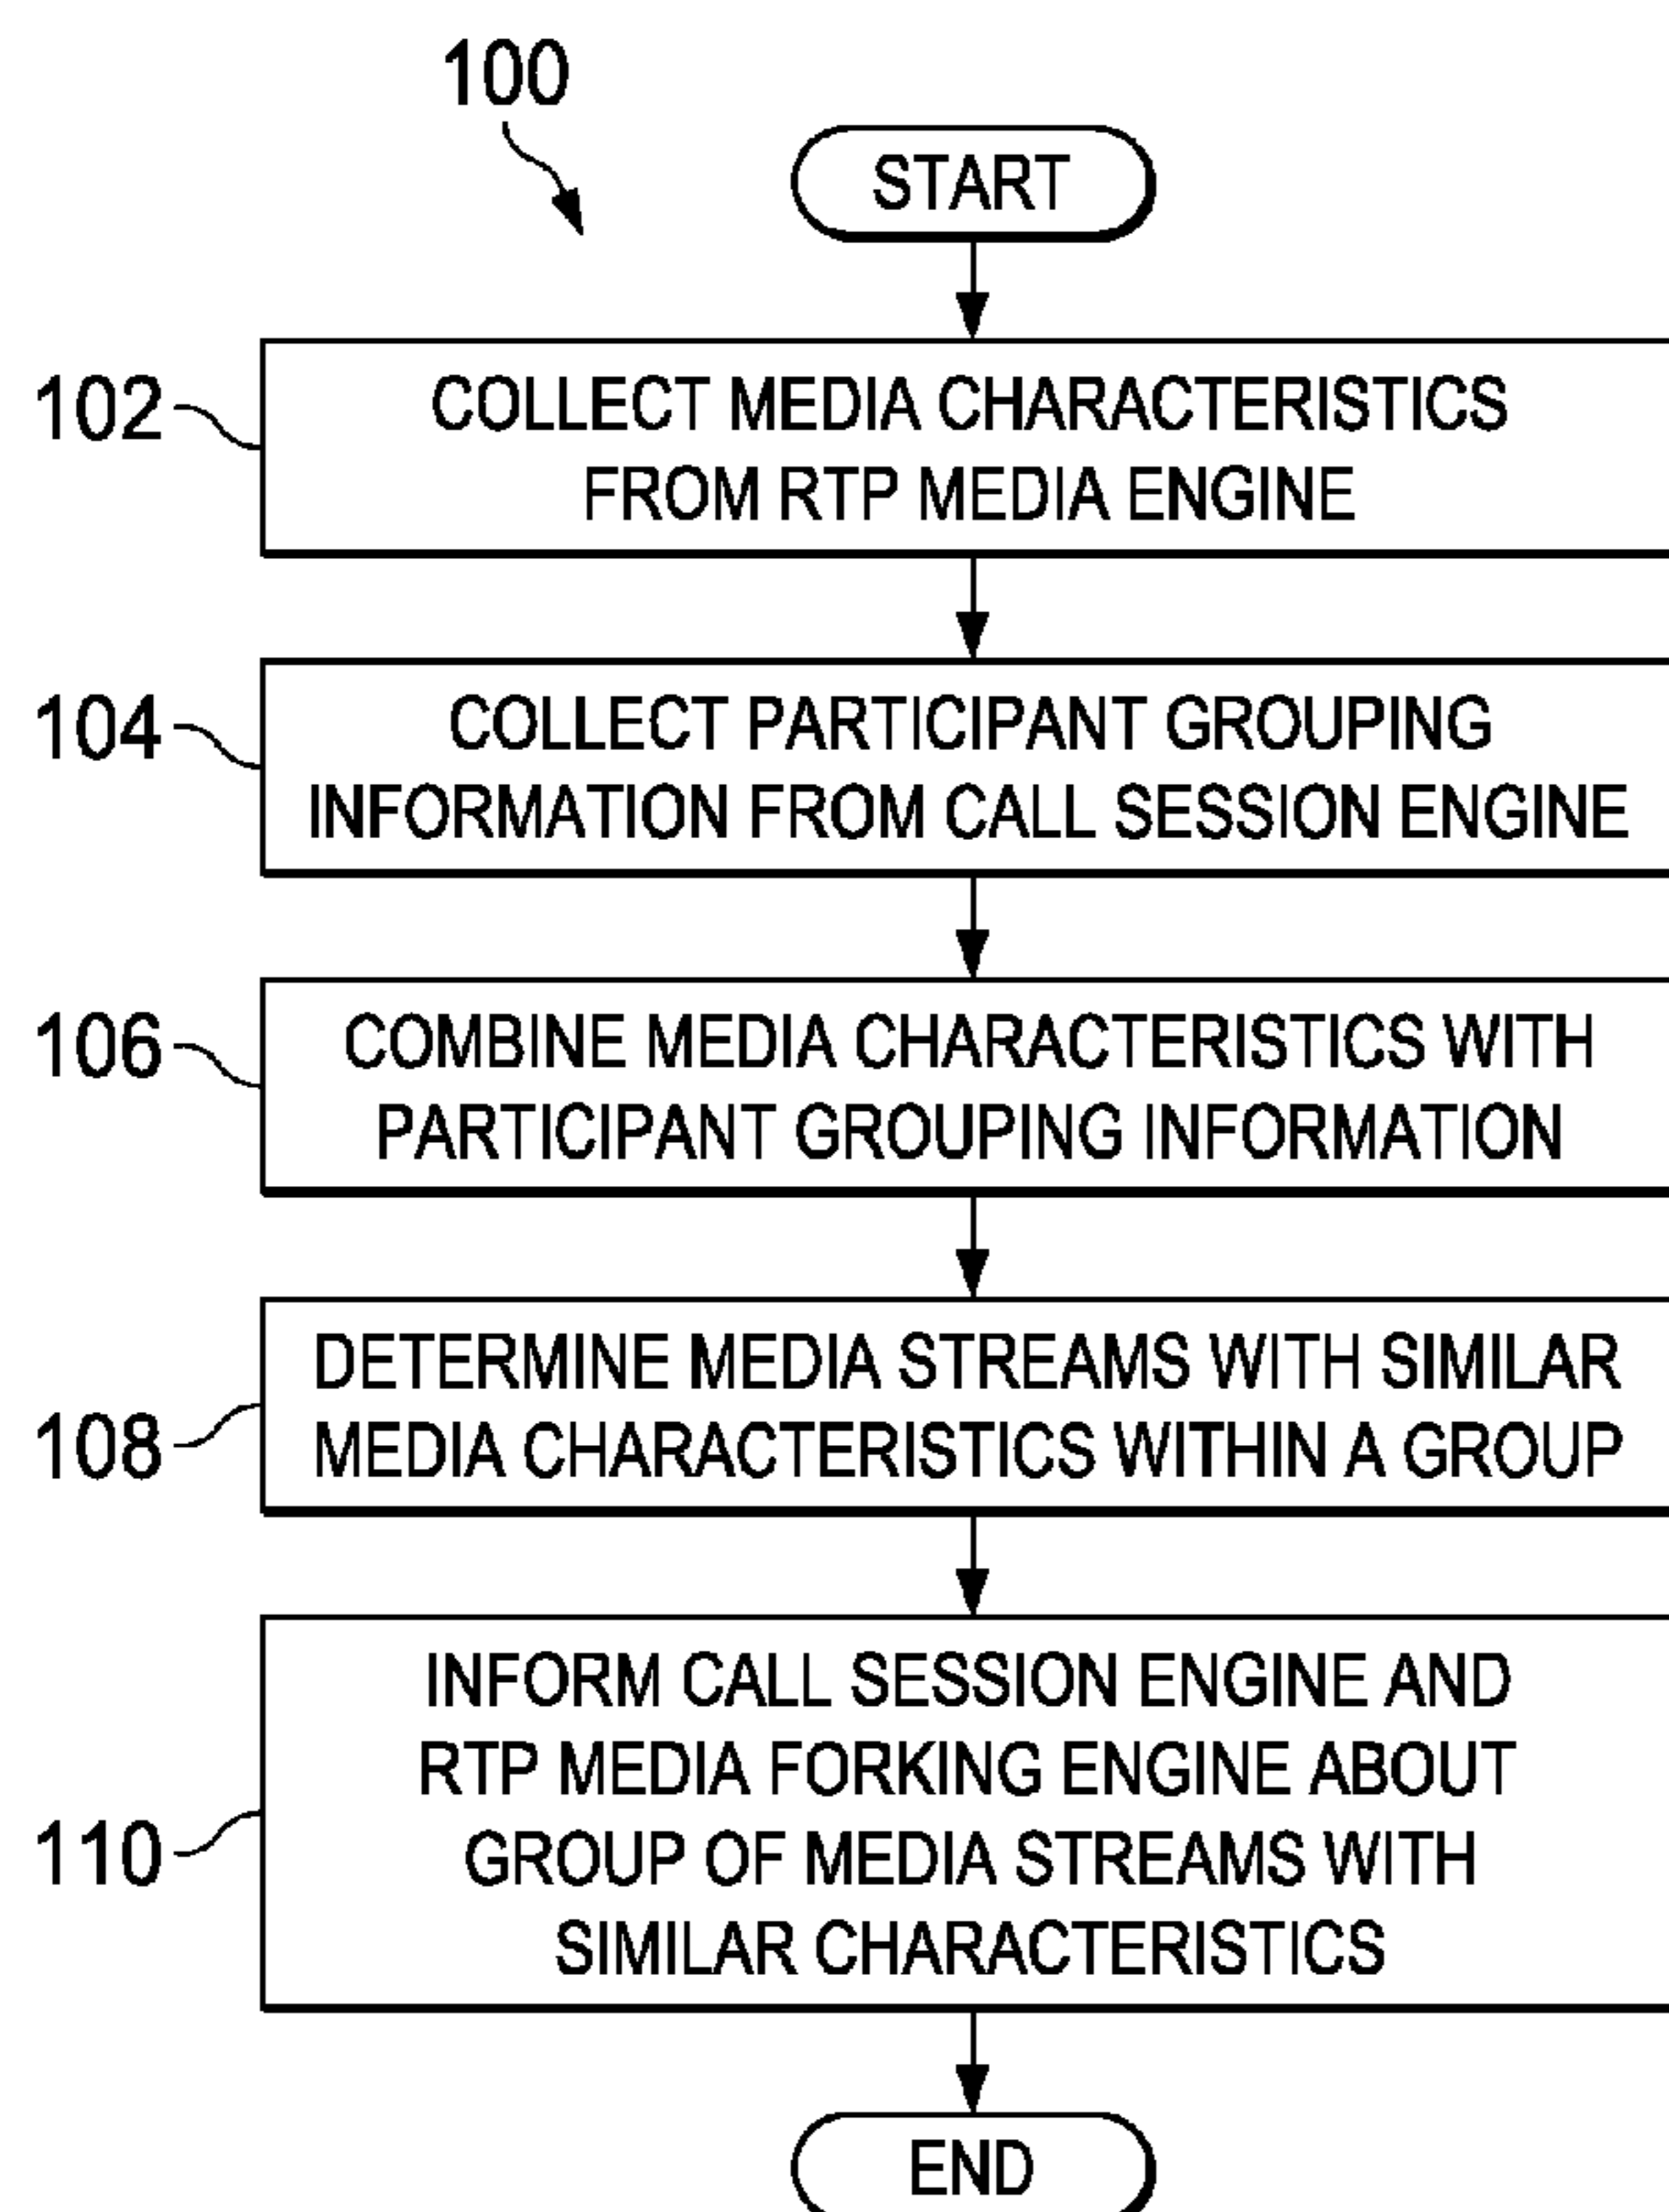 100
START
102
COLLECT MEDIA CHARACTERISTICS
FROM RTP MEDIA ENGINE
104
COLLECT PARTICIPANT GROUPING
INFORMATION FROM CALL SESSION ENGINE
106
COMBINE MEDIA CHARACTERISTICS WITH
PARTICIPANT GROUPING INFORMATION
108
DETERMINE MEDIA STREAMS WITH SIMILAR
MEDIA CHARACTERISTICS WITHIN A GROUP
110
INFORM CALL SESSION ENGINE AND
RTP MEDIA FORKING ENGINE ABOUT
GROUP OF MEDIA STREAMS WITH
SIMILAR CHARACTERISTICS
END